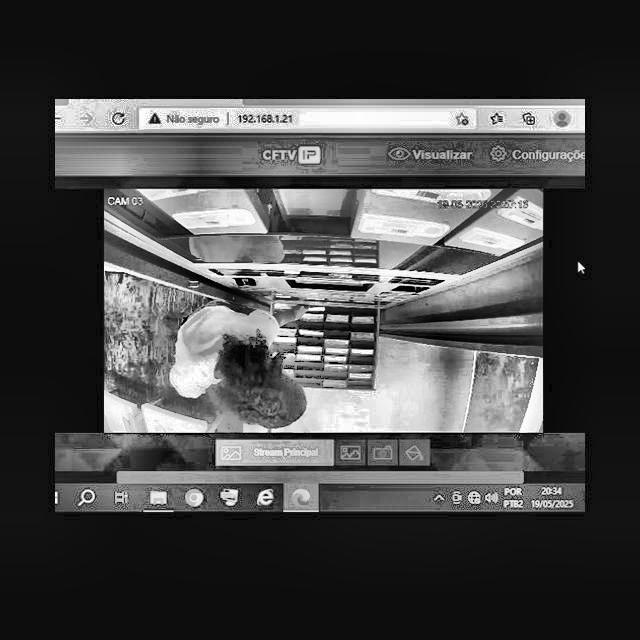 Não seguro | 192.168.1.21
CFTV IP
Visualizar
Configuraçõe
CAM 03
Stream Principal
POR
PTB2
20:34
19/05/2025